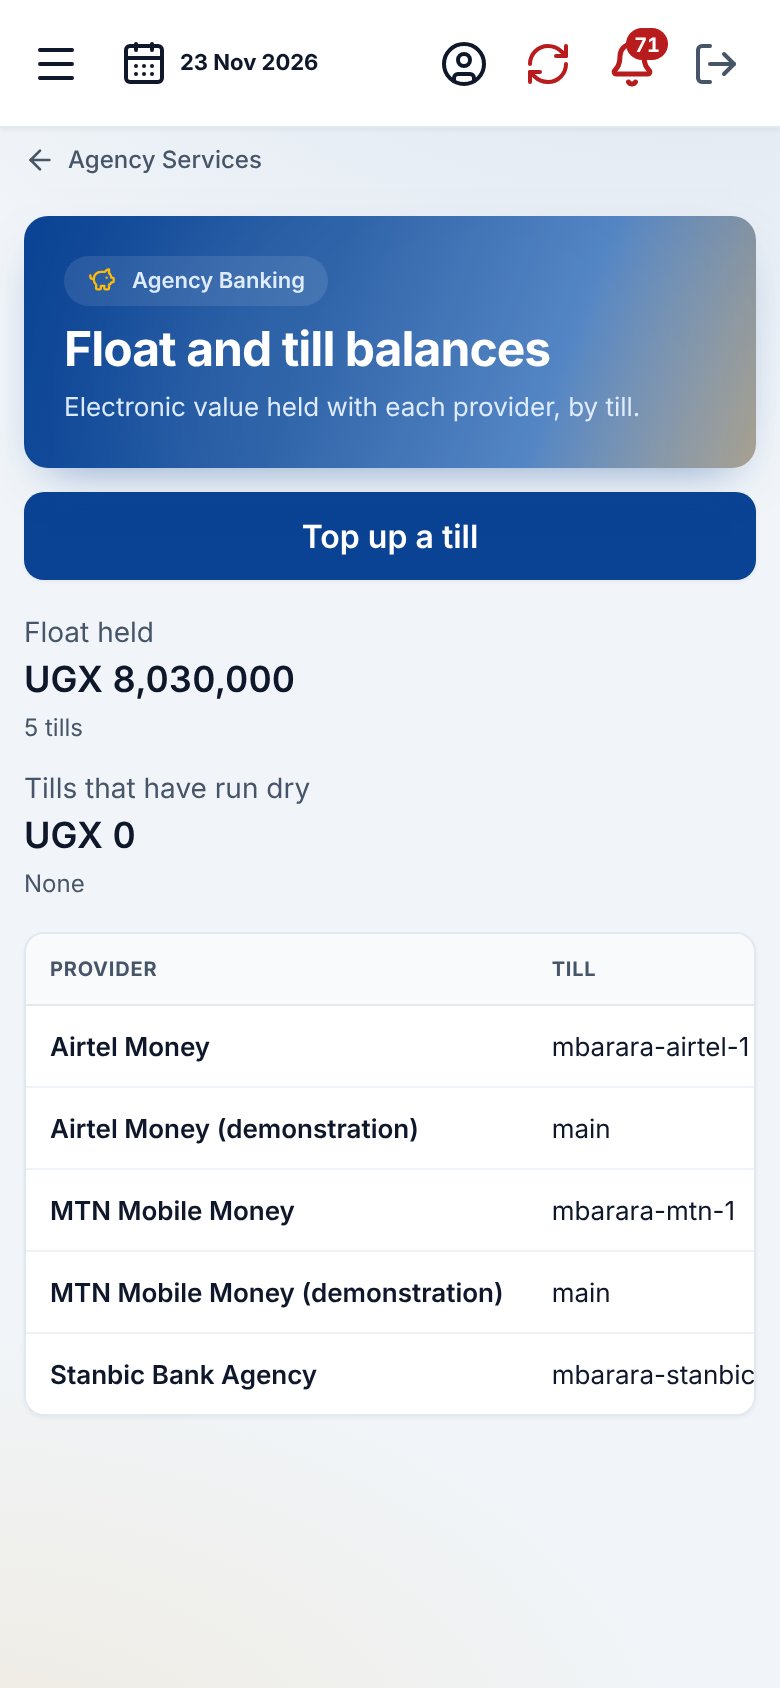 23 Nov 2026
71
Agency Services
Agency Banking
Float and till balances
Electronic value held with each provider, by till.
Top up a till
Float held
UGX 8,030,000
5 tills
Tills that have run dry
UGX 0
None
PROVIDER TILL
Airtel Money mbarara-airtel-1
Airtel Money (demonstration) main
MTN Mobile Money mbarara-mtn-1
MTN Mobile Money (demonstration) main
Stanbic Bank Agency mbarara-stanbic